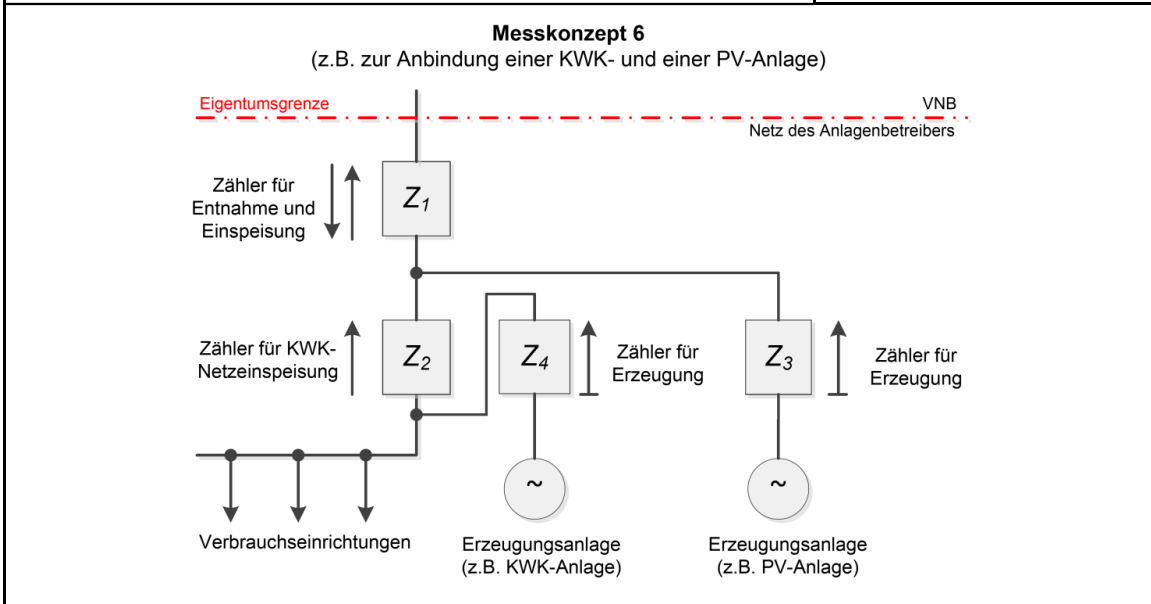 Messkonzept 6
(z.B. zur Anbindung einer KWK- und einer PV-Anlage)
Eigentumsgrenze
VNB
Netz des Anlagenbetreibers
Zähler für
Entnahme und
Einspeisung
Z1
Zähler für KWK-
Netzeinspeisung
Z2
Z4
Zähler für
Erzeugung
Z3
Zähler für
Erzeugung
~
~
Verbrauchseinrichtungen
Erzeugungsanlage
(z.B. KWK-Anlage)
Erzeugungsanlage
(z.B. PV-Anlage)